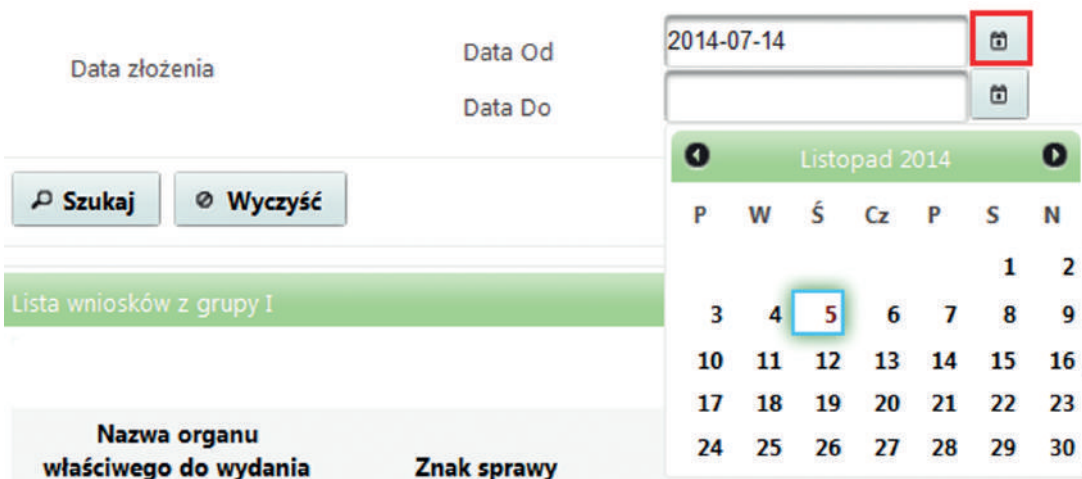 Data złożenia
Data Od
2014-07-14
Data Do
Szukaj
Wyczyść
Listopad 2014
P W Ś Cz P S N
1 2
3 4 5 6 7 8 9
10 11 12 13 14 15 16
17 18 19 20 21 22 23
24 25 26 27 28 29 30
Lista wniosków z grupy I
Nazwa organu
właściwego do wydania
Znak sprawy